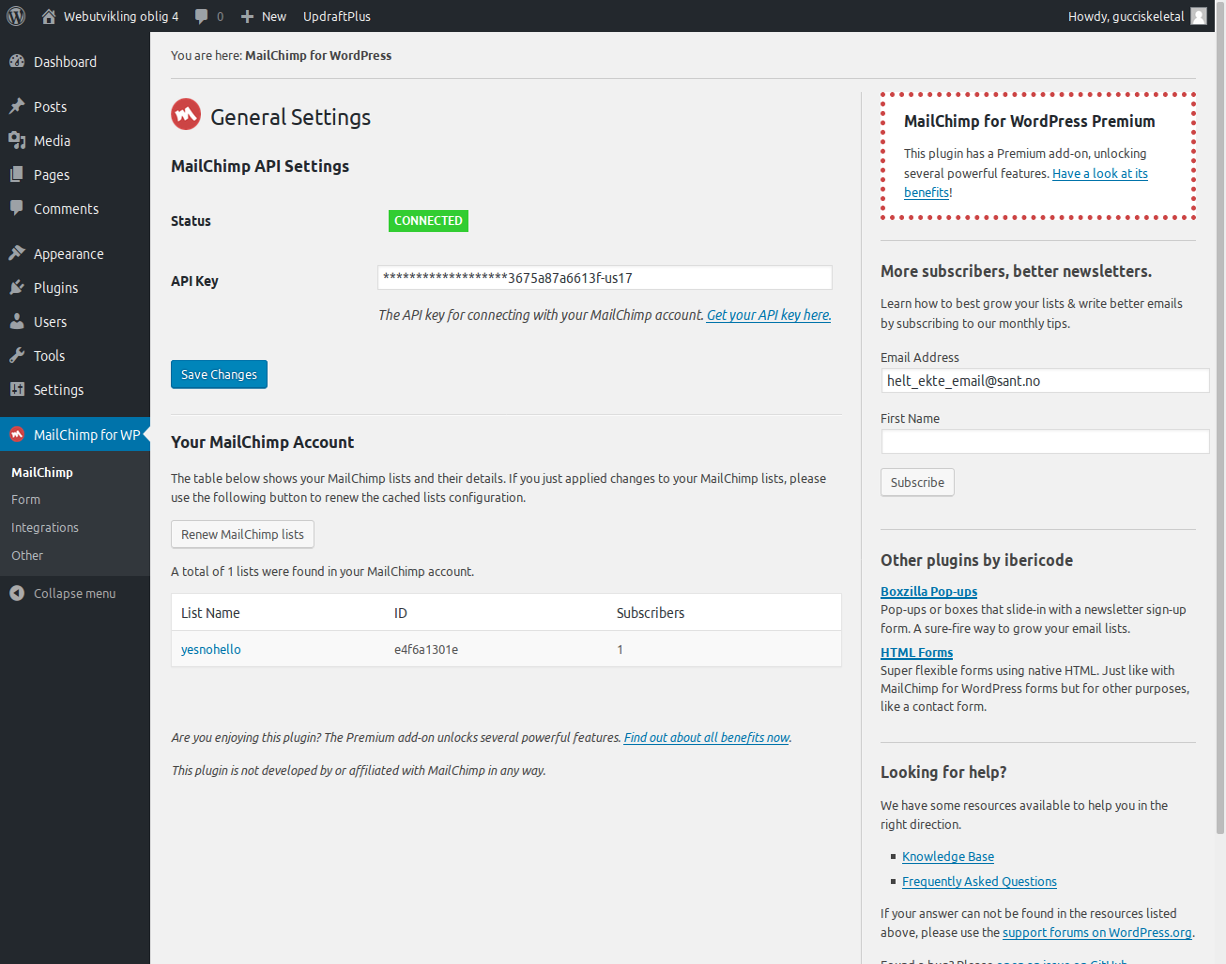 Webutvikling oblig 4 0 New UpdraftPlus Howdy, gucciskeletal
Dashboard
Posts
Media
Pages
Comments
Appearance
Plugins
Users
Tools
Settings
MailChimp for WP
MailChimp
Form
Integrations
Other
Collapse menu
You are here: MailChimp for WordPress
General Settings
MailChimp API Settings
Status CONNECTED
API Key *******************3675a87a6613f-us17
The API key for connecting with your MailChimp account. Get your API key here.
Save Changes
Your MailChimp Account
The table below shows your MailChimp lists and their details. If you just applied changes to your MailChimp lists, please
use the following button to renew the cached lists configuration.
Renew MailChimp lists
A total of 1 lists were found in your MailChimp account.
List Name ID Subscribers
yesnohello e4f6a1301e 1
Are you enjoying this plugin? The Premium add-on unlocks several powerful features. Find out about all benefits now.
This plugin is not developed by or affiliated with MailChimp in any way.
MailChimp for WordPress Premium
This plugin has a Premium add-on, unlocking
several powerful features. Have a look at its
benefits!
More subscribers, better newsletters.
Learn how to best grow your lists & write better emails
by subscribing to our monthly tips.
Email Address
helt_ekte_email@sant.no
First Name
Subscribe
Other plugins by ibericode
Boxzilla Pop-ups
Pop-ups or boxes that slide-in with a newsletter sign-up
form. A sure-fire way to grow your email lists.
HTML Forms
Super flexible forms using native HTML. Just like with
MailChimp for WordPress forms but for other purposes,
like a contact form.
Looking for help?
We have some resources available to help you in the
right direction.
Knowledge Base
Frequently Asked Questions
If your answer can not be found in the resources listed
above, please use the support forums on WordPress.org.
Found a bug? Please open an issue on GitHub